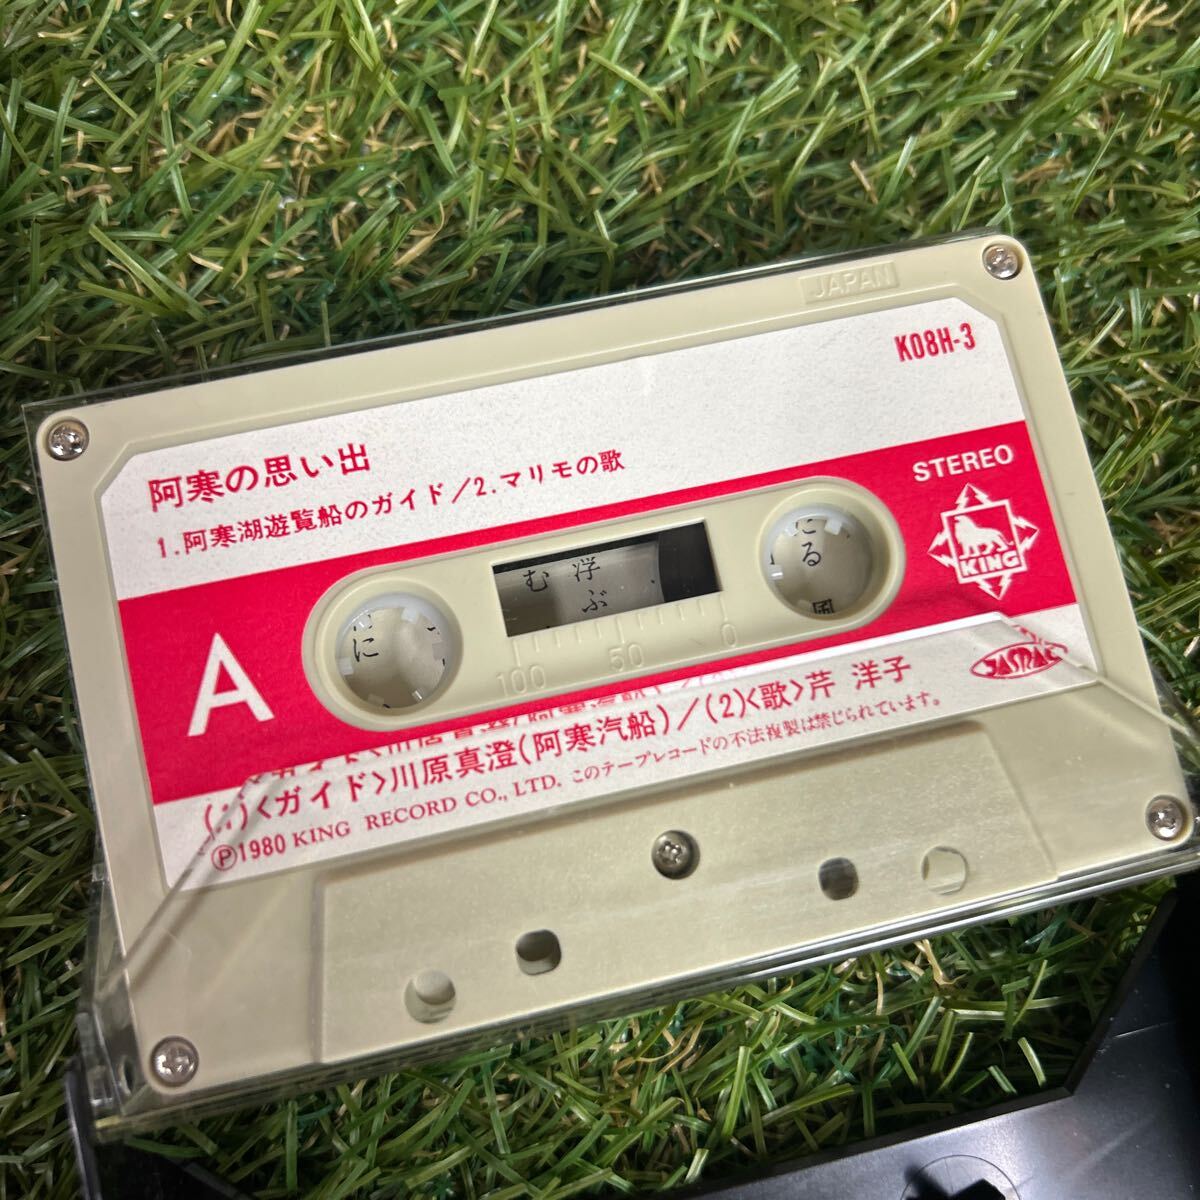 JAPAN
K08H-3
阿寒の思い出
1.阿寒湖遊覧船のガイド/2.マリモの歌
STEREO
KING
A
む
浮ぶ
に
る
100 50 0
JASRAC
(1)<ガイド>川原真澄(阿寒汽船)/(2)<歌>芹 洋子
Ⓟ1980 KING RECORD CO., LTD. このテープレコードの不法複製は禁じられています。